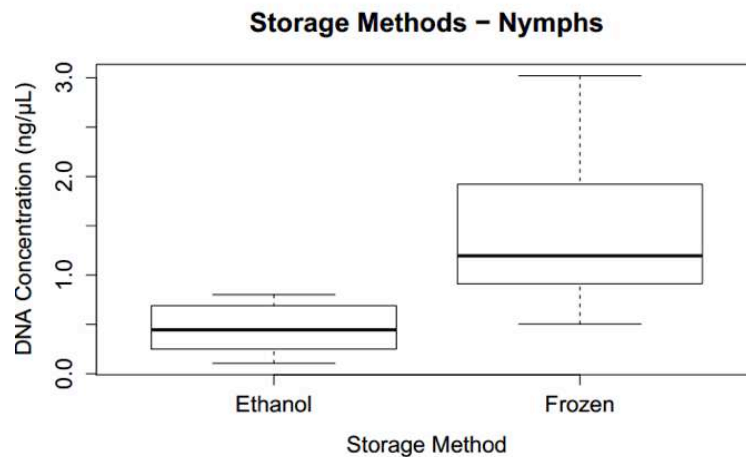 Storage Methods − Nymphs
DNA Concentration (ng/µL)
3.0
2.0
1.0
0.0
Ethanol Frozen
Storage Method